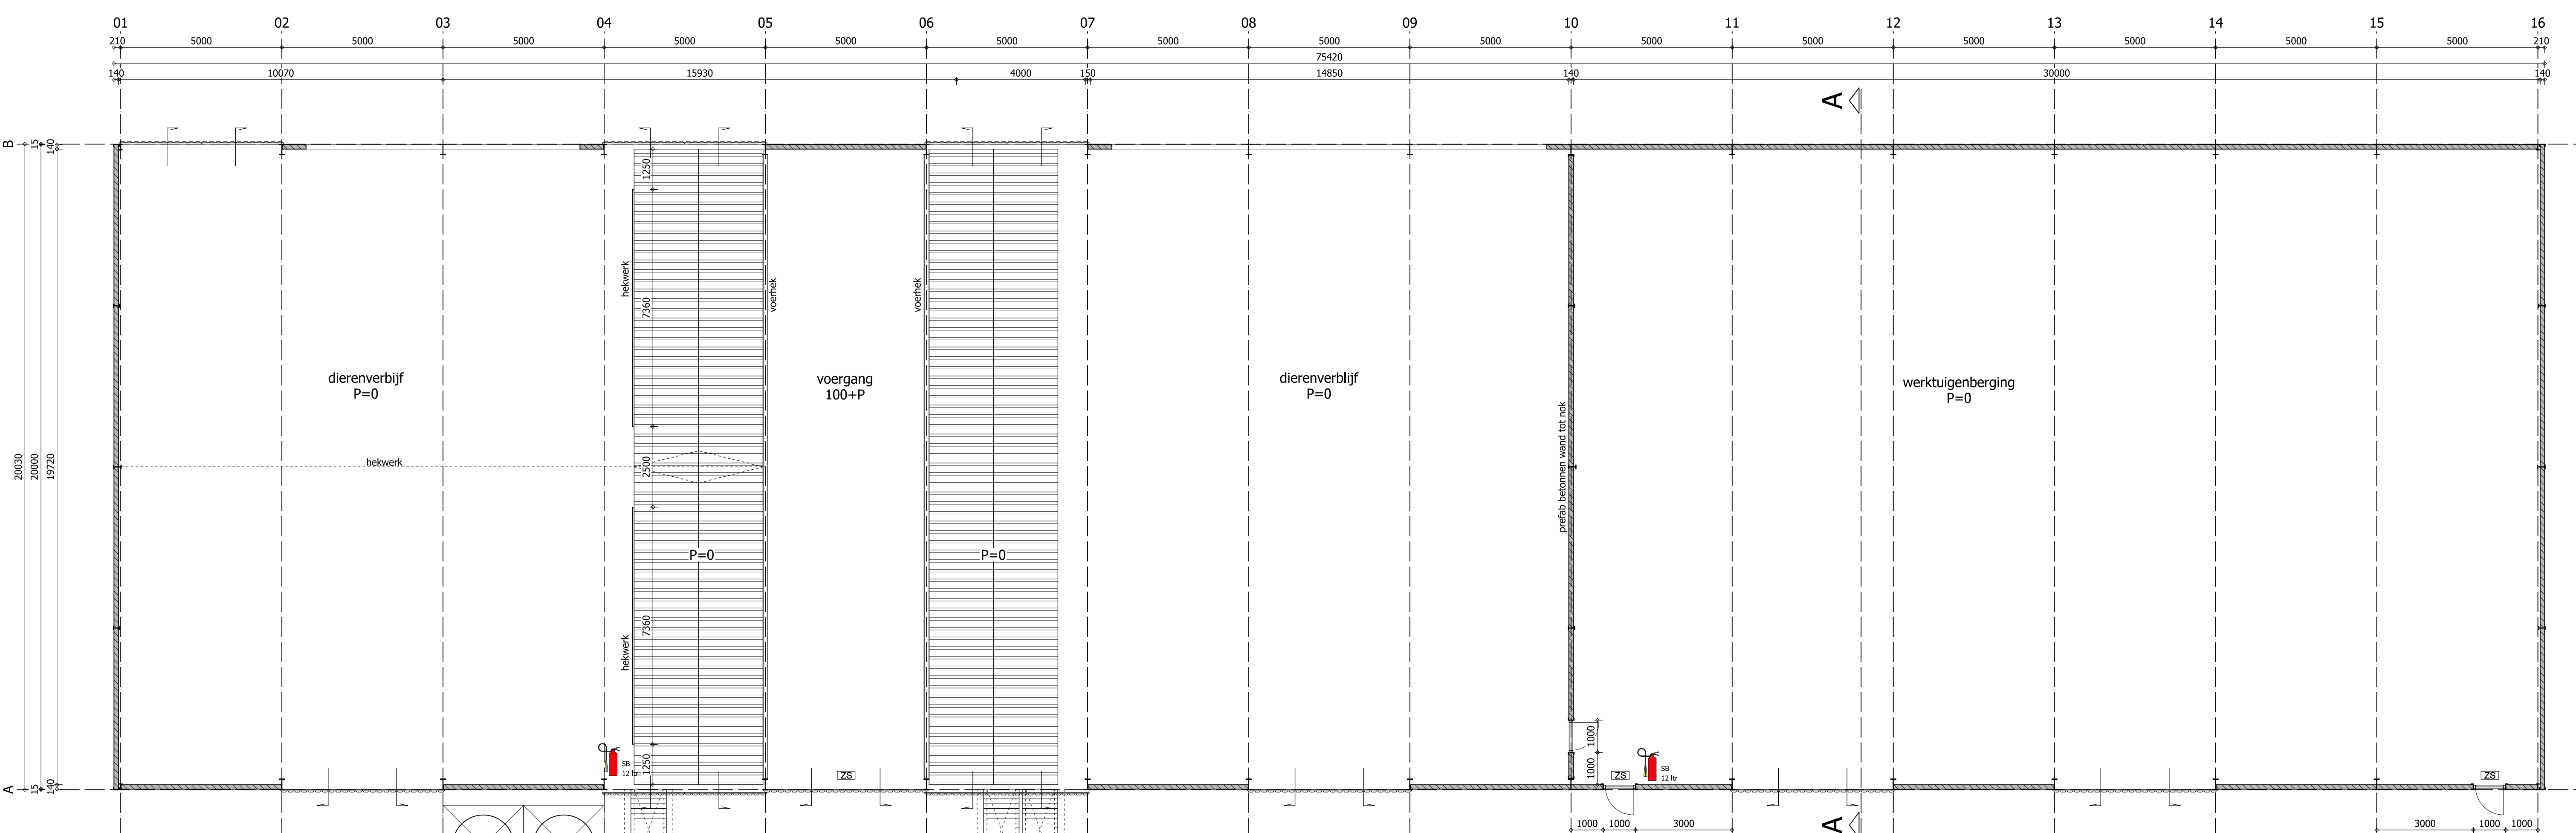 01 02 03 04 05 06 07 08 09 10 11 12 13 14 15 16
210 5000 5000 5000 5000 5000 5000 5000 5000 5000 5000 5000 5000 5000 5000 5000 210
75420
140 10070 15930 4000 150 14850 140 30000 140
A
B
15
140
1250
hekwerk
voerhek
voerhek
7360
dierenverbijf
P=0
voergang
100+P
dierenverblijf
P=0
werktuigenberging
P=0
prefab betonnen wand tot nok
20030
20000
19720
hekwerk
2500
P=0
P=0
7360
hekwerk
1250
SB
12 ltr
ZS
1000
1000
ZS
SB
12 ltr
ZS
A
15
140
1000 1000 3000
A
3000 1000 1000